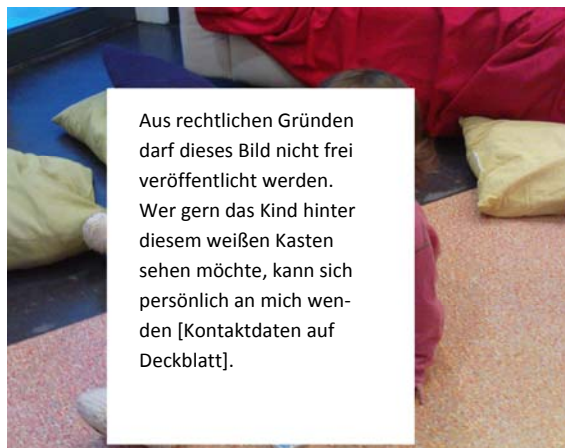 Aus rechtlichen Gründen
darf dieses Bild nicht frei
veröffentlicht werden.
Wer gern das Kind hinter
diesem weißen Kasten
sehen möchte, kann sich
persönlich an mich wen-
den [Kontaktdaten auf
Deckblatt].